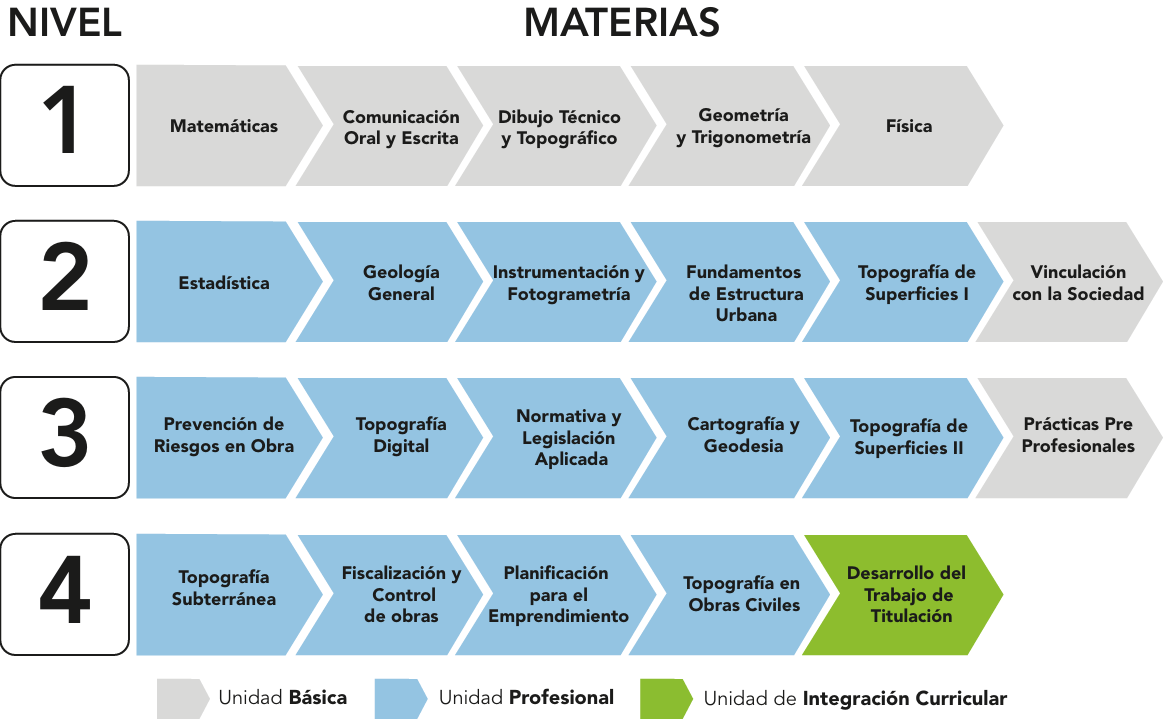 NIVEL
MATERIAS
1
Matemáticas
Comunicación
Oral y Escrita
Dibujo Técnico
y Topográfico
Geometría
y Trigonometría
Física
2
Estadística
Geología
General
Instrumentación y
Fotogrametría
Fundamentos
de Estructura
Urbana
Topografía de
Superficies I
Vinculación
con la Sociedad
3
Prevención de
Riesgos en Obra
Topografía
Digital
Normativa y
Legislación
Aplicada
Cartografía y
Geodesia
Topografía de
Superficies II
Prácticas Pre
Profesionales
4
Topografía
Subterránea
Fiscalización y
Control
de obras
Planificación
para el
Emprendimiento
Topografía en
Obras Civiles
Desarrollo del
Trabajo de
Titulación
Unidad Básica
Unidad Profesional
Unidad de Integración Curricular